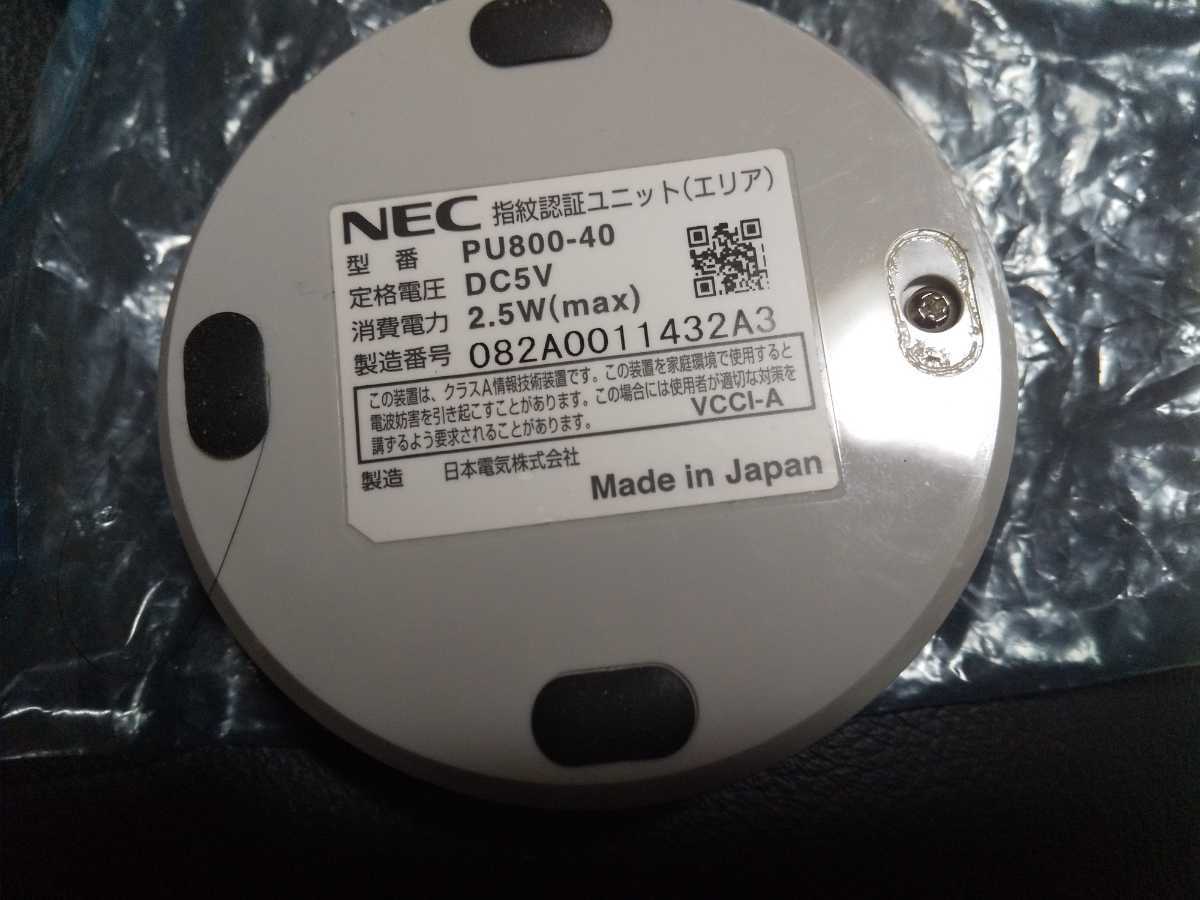 NEC 指紋認証ユニット(エリア)
型番 PU800-40
定格電圧 DC5V
消費電力 2.5W(max)
製造番号 082A0011432A3
この装置は、クラスA情報技術装置です。この装置を家庭環境で使用すると
電波妨害を引き起こすことがあります。この場合には使用者が適切な対策を
講ずるよう要求されることがあります。 VCCI-A
製造 日本電気株式会社
Made in Japan